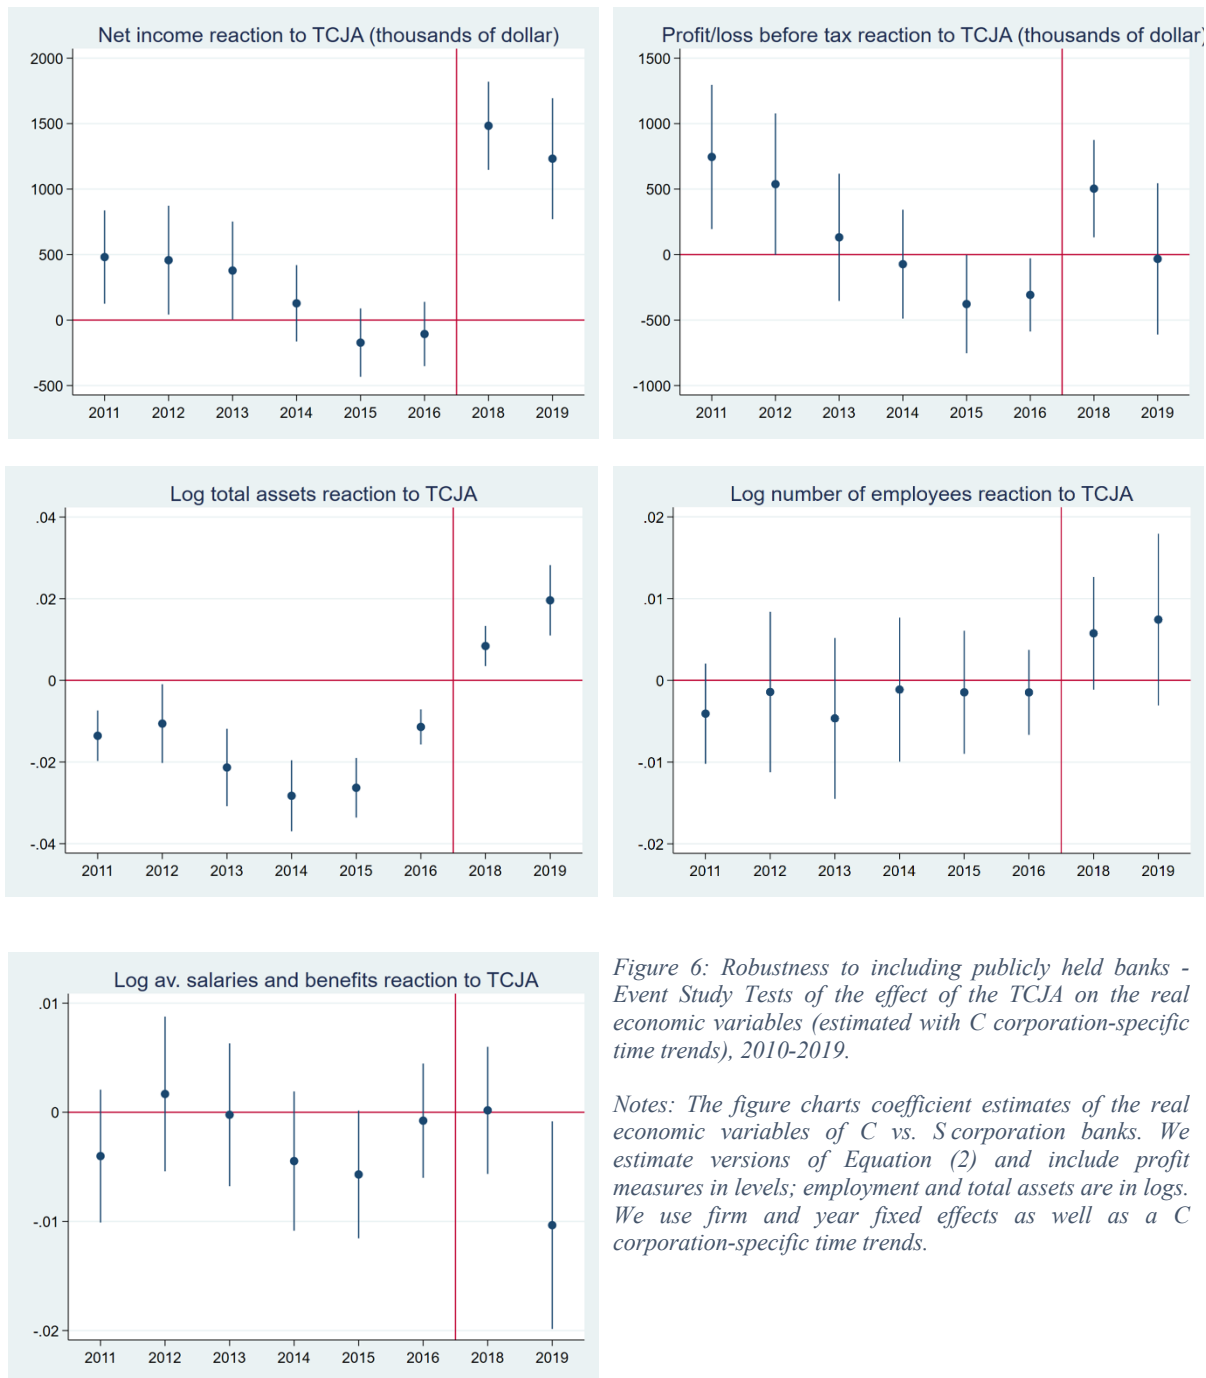 Net income reaction to TCJA (thousands of dollar)
2000
1500
1000
500
0
-500
2011 2012 2013 2014 2015 2016 2018 2019
Profit/loss before tax reaction to TCJA (thousands of dollar)
1500
1000
500
0
-500
-1000
2011 2012 2013 2014 2015 2016 2018 2019
Log total assets reaction to TCJA
.04
.02
0
-.02
-.04
2011 2012 2013 2014 2015 2016 2018 2019
Log number of employees reaction to TCJA
.02
.01
0
-.01
-.02
2011 2012 2013 2014 2015 2016 2018 2019
Log av. salaries and benefits reaction to TCJA
.01
0
-.01
-.02
2011 2012 2013 2014 2015 2016 2018 2019
Figure 6: Robustness to including publicly held banks -
Event Study Tests of the effect of the TCJA on the real
economic variables (estimated with C corporation-specific
time trends), 2010-2019.
Notes: The figure charts coefficient estimates of the real
economic variables of C vs. S corporation banks. We
estimate versions of Equation (2) and include profit
measures in levels; employment and total assets are in logs.
We use firm and year fixed effects as well as a C
corporation-specific time trends.